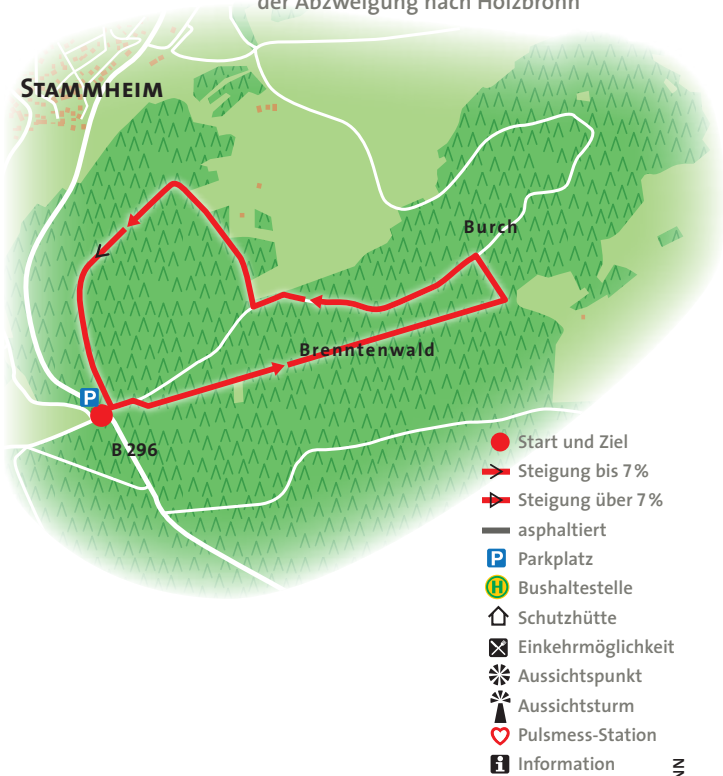 der Abzweigung nach Holzbronn
STAMMHEIM
Burch
Brenntenwald
P
B 296
Start und Ziel
Steigung bis 7 %
Steigung über 7 %
asphaltiert
P Parkplatz
H Bushaltestelle
Schutzhütte
Einkehrmöglichkeit
Aussichtspunkt
Aussichtsturm
Pulsmess-Station
i Information